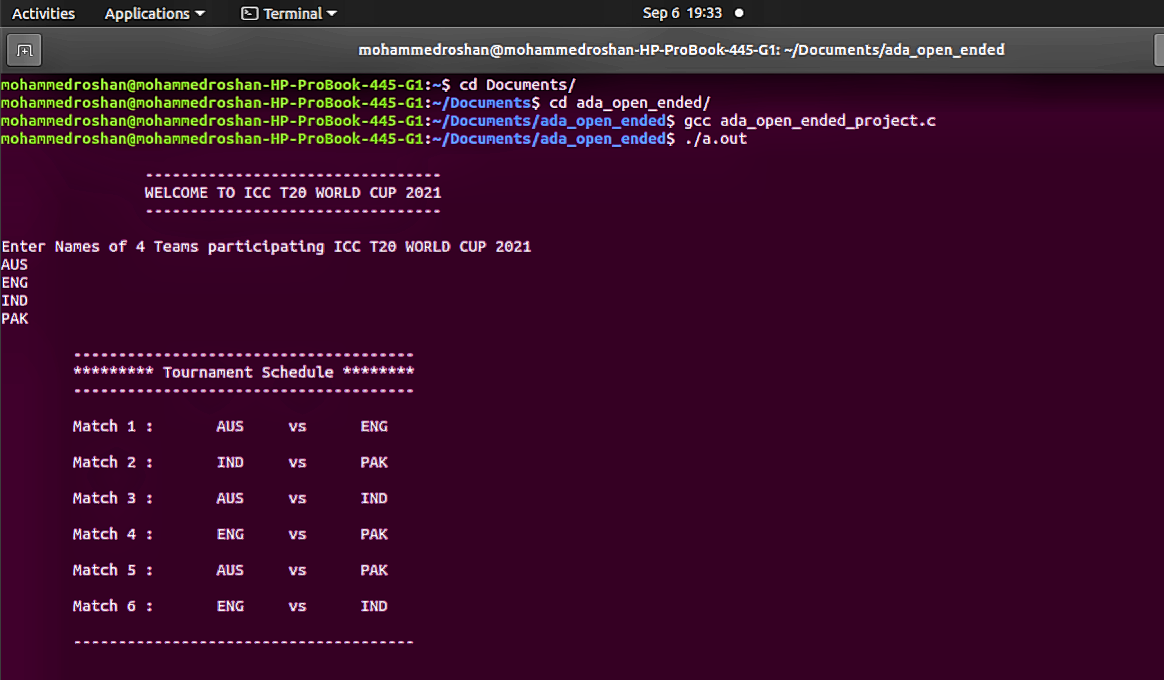 Activities Applications Terminal Sep 6 19:33
mohammedroshan@mohammedroshan-HP-ProBook-445-G1: ~/Documents/ada_open_ended
mohammedroshan@mohammedroshan-HP-ProBook-445-G1:~$ cd Documents/
mohammedroshan@mohammedroshan-HP-ProBook-445-G1:~/Documents$ cd ada_open_ended/
mohammedroshan@mohammedroshan-HP-ProBook-445-G1:~/Documents/ada_open_ended$ gcc ada_open_ended_project.c
mohammedroshan@mohammedroshan-HP-ProBook-445-G1:~/Documents/ada_open_ended$ ./a.out
---------------------------------
WELCOME TO ICC T20 WORLD CUP 2021
---------------------------------
Enter Names of 4 Teams participating ICC T20 WORLD CUP 2021
AUS
ENG
IND
PAK
--------------------------------------
********* Tournament Schedule ********
--------------------------------------
Match 1 : AUS vs ENG
Match 2 : IND vs PAK
Match 3 : AUS vs IND
Match 4 : ENG vs PAK
Match 5 : AUS vs PAK
Match 6 : ENG vs IND
--------------------------------------